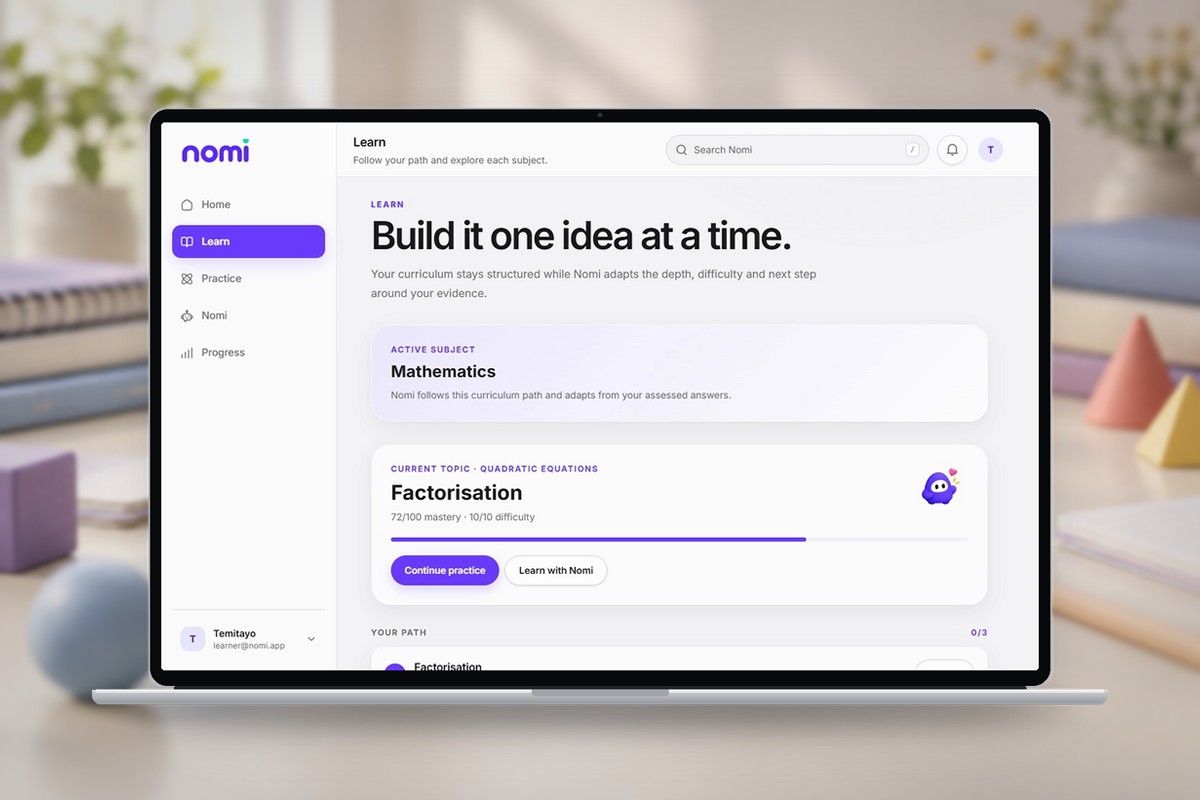 nomi
Home
Learn
Practice
Nomi
Progress
T
Temitayo
learner@nomi.app
Learn
Follow your path and explore each subject.
Search Nomi
/
T
LEARN
Build it one idea at a time.
Your curriculum stays structured while Nomi adapts the depth, difficulty and next step
around your evidence.
ACTIVE SUBJECT
Mathematics
Nomi follows this curriculum path and adapts from your assessed answers.
CURRENT TOPIC · QUADRATIC EQUATIONS
Factorisation
72/100 mastery · 10/10 difficulty
Continue practice
Learn with Nomi
YOUR PATH
0/3
Factorisation